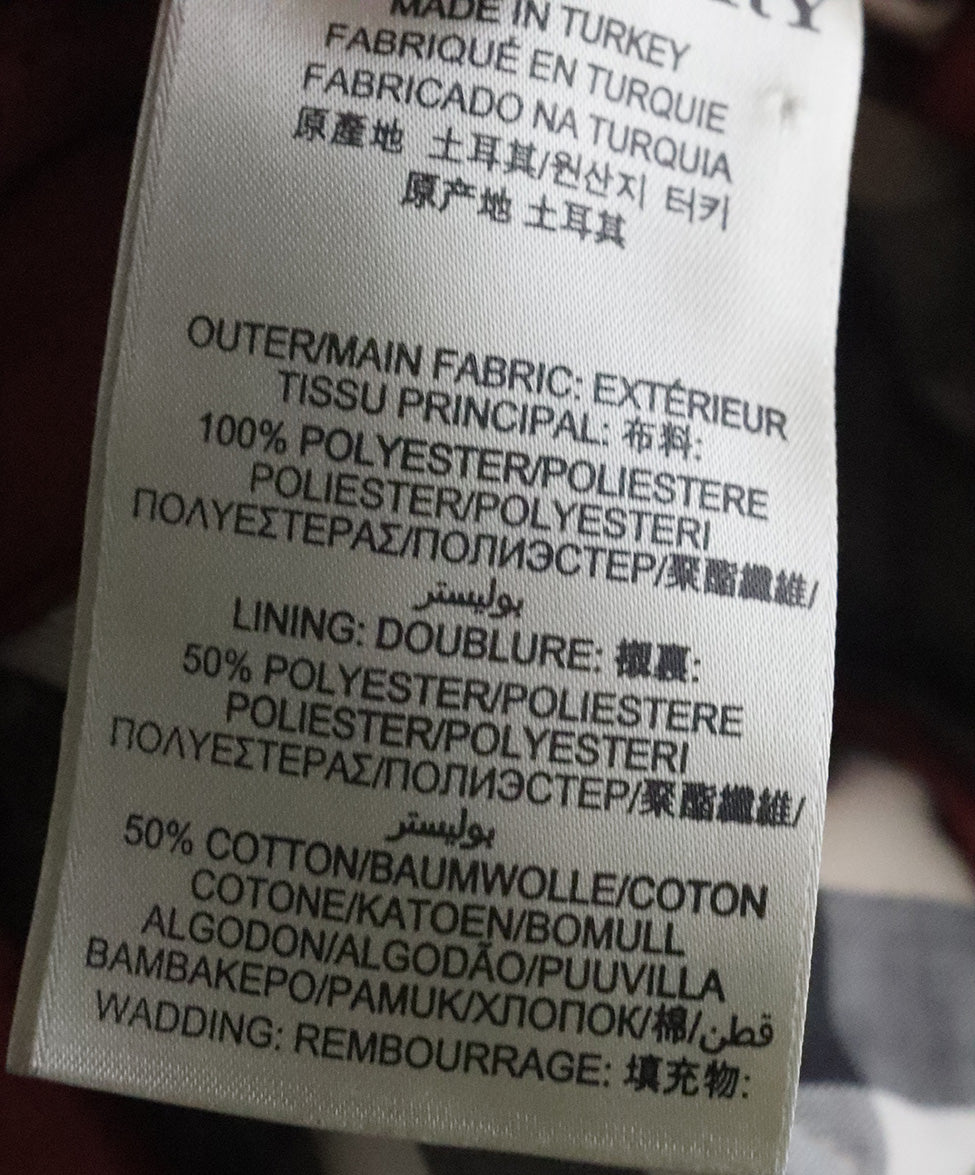 MADE IN TURKEY
FABRIQUÉ EN TURQUIE
FABRICADO NA TURQUIA
原產地 土耳其/원산지 터키
原产地 土耳其
OUTER/MAIN FABRIC: EXTÉRIEUR
TISSU PRINCIPAL: 布料:
100% POLYESTER/POLIESTERE
POLIESTER/POLYESTERI
ΠΟΛΥΕΣΤΕΡΑΣ/ПОЛИЭСТЕР/聚酯纖維/
بوليستر
LINING: DOUBLURE: 襯裏:
50% POLYESTER/POLIESTERE
POLIESTER/POLYESTERI
ΠΟΛΥΕΣΤΕΡΑΣ/ПОЛИЭСТЕР/聚酯纖維/
بوليستر
50% COTTON/BAUMWOLLE/COTON
COTONE/KATOEN/BOMULL
ALGODON/ALGODÃO/PUUVILLA
BAMBAKEPO/PAMUK/ХЛОПОК/棉/قطن
WADDING: REMBOURRAGE: 填充物: